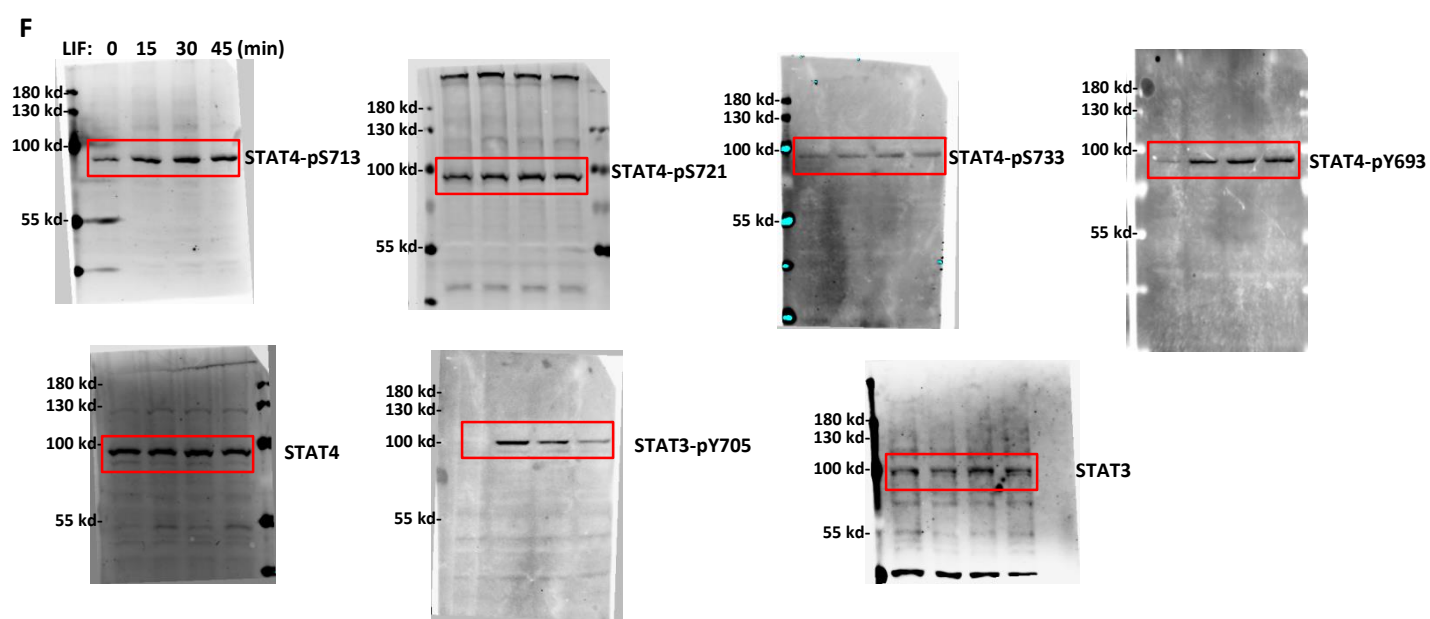 F
LIF: 0 15 30 45 (min)
180 kd-
130 kd-
100 kd-
55 kd-
STAT4-pS713
180 kd-
130 kd-
100 kd-
55 kd-
STAT4-pS721
180 kd-
130 kd-
100 kd-
55 kd-
STAT4-pS733
180 kd-
130 kd-
100 kd-
55 kd-
STAT4-pY693
180 kd-
130 kd-
100 kd-
55 kd-
STAT4
180 kd-
130 kd-
100 kd-
55 kd-
STAT3-pY705
180 kd-
130 kd-
100 kd-
55 kd-
STAT3